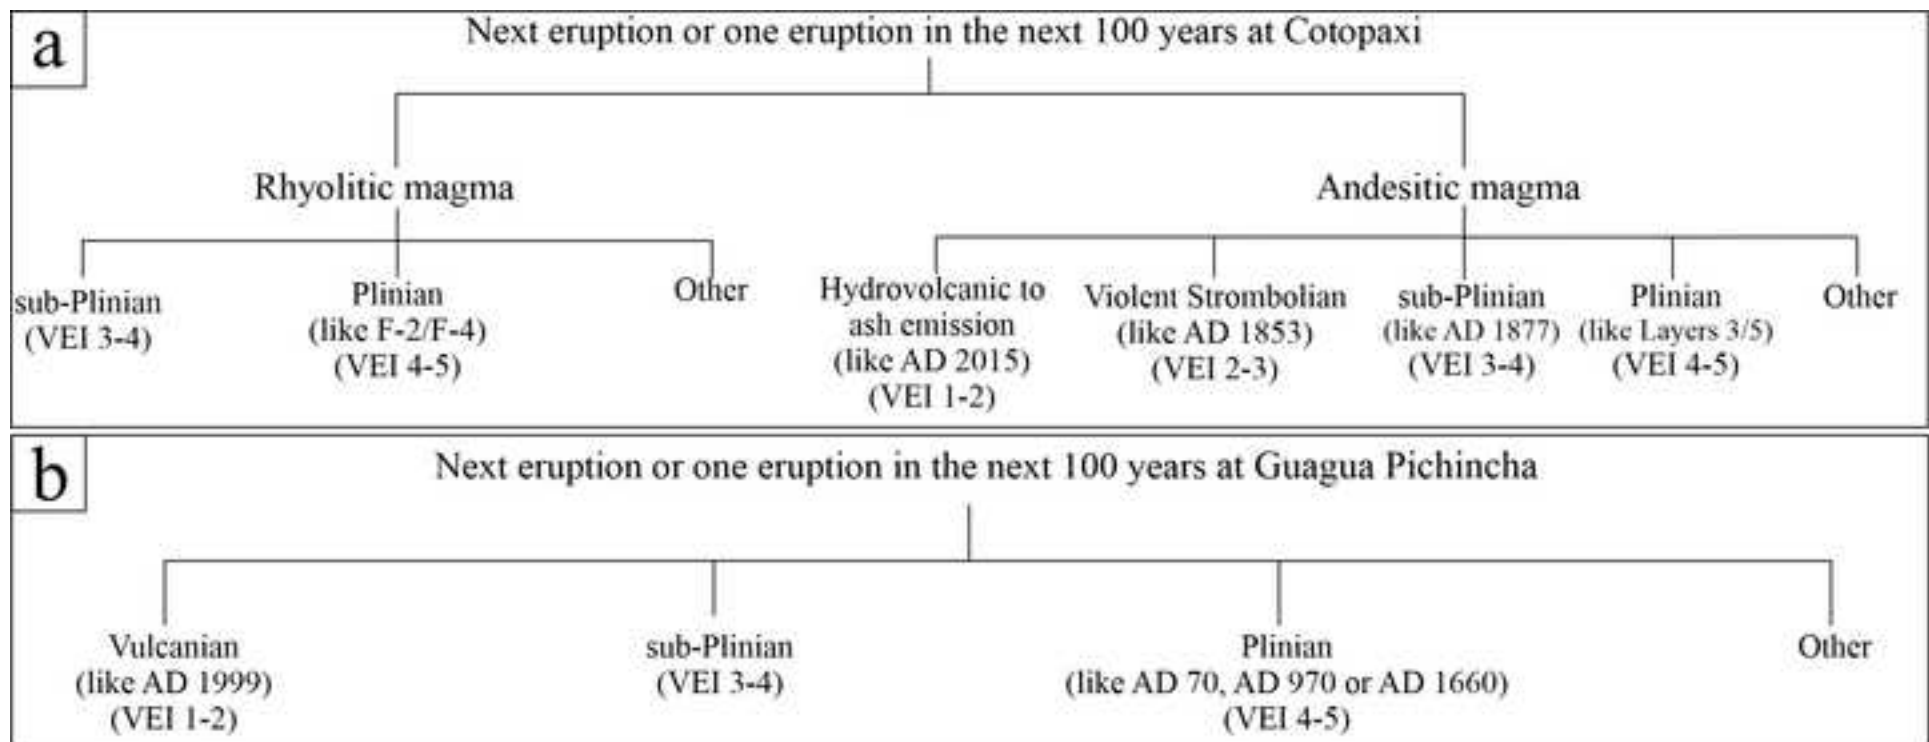 a
Next eruption or one eruption in the next 100 years at Cotopaxi
Rhyolitic magma
Andesitic magma
sub-Plinian
(VEI 3-4)
Plinian
(like F-2/F-4)
(VEI 4-5)
Other
Hydrovolcanic to
ash emission
(like AD 2015)
(VEI 1-2)
Violent Strombolian
(like AD 1853)
(VEI 2-3)
sub-Plinian
(like AD 1877)
(VEI 3-4)
Plinian
(like Layers 3/5)
(VEI 4-5)
Other
b
Next eruption or one eruption in the next 100 years at Guagua Pichincha
Vulcanian
(like AD 1999)
(VEI 1-2)
sub-Plinian
(VEI 3-4)
Plinian
(like AD 70, AD 970 or AD 1660)
(VEI 4-5)
Other